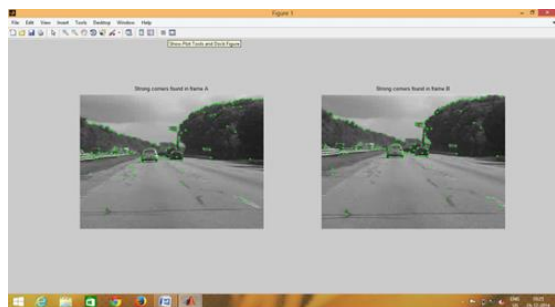 Figure 1
File Edit View Insert Tools Desktop Window Help
Show Plot Tools and Dock Figure
Strong corners found in frame A
Strong corners found in frame B
ENG